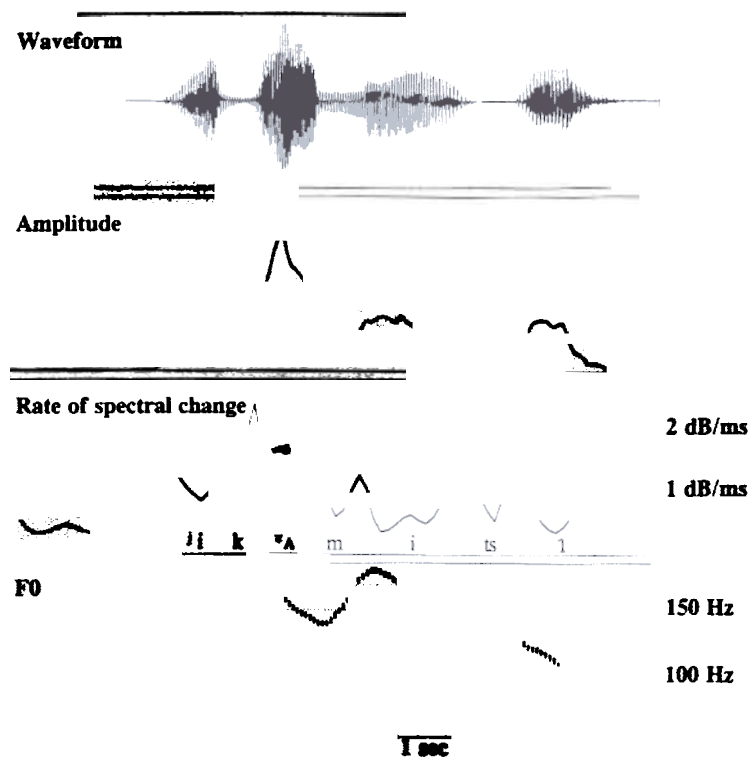 Waveform
Amplitude
Rate of spectral change
2 dB/ms
1 dB/ms
i k ʌ m i ts
F0
150 Hz
100 Hz
1 sec